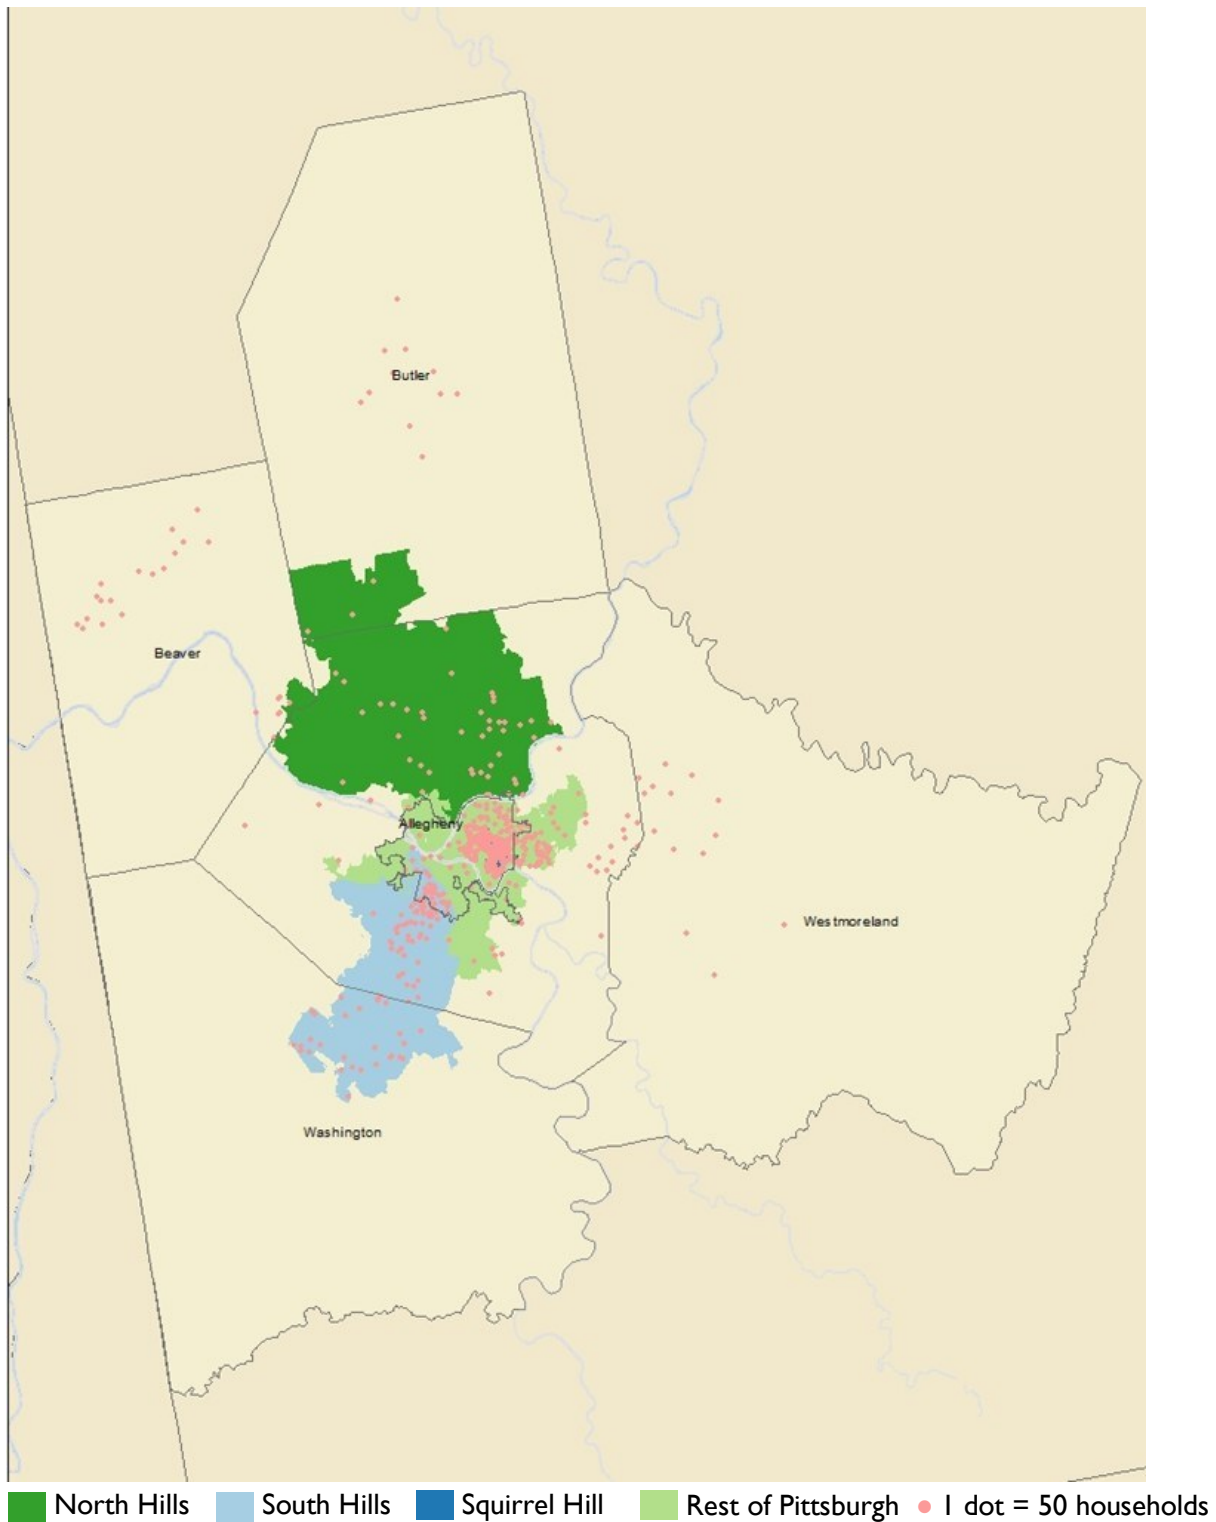 Butler
Beaver
Allegheny
Westmoreland
Washington
North Hills South Hills Squirrel Hill Rest of Pittsburgh 1 dot = 50 households